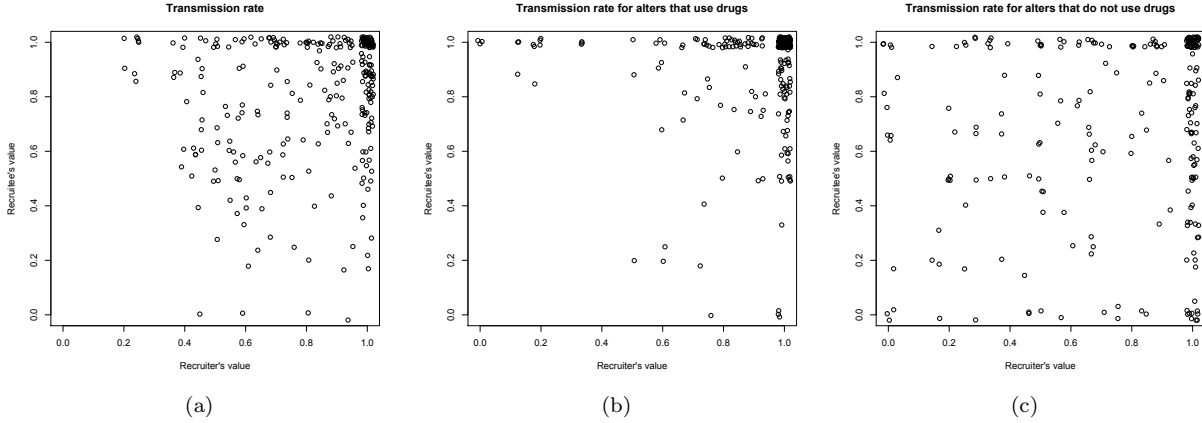 Transmission rate
Recruitee's value
1.0
0.8
0.6
0.4
0.2
0.0
0.0 0.2 0.4 0.6 0.8 1.0
Recruiter's value
(a)
Transmission rate for alters that use drugs
Recruitee's value
1.0
0.8
0.6
0.4
0.2
0.0
0.0 0.2 0.4 0.6 0.8 1.0
Recruiter's value
(b)
Transmission rate for alters that do not use drugs
Recruitee's value
1.0
0.8
0.6
0.4
0.2
0.0
0.0 0.2 0.4 0.6 0.8 1.0
Recruiter's value
(c)